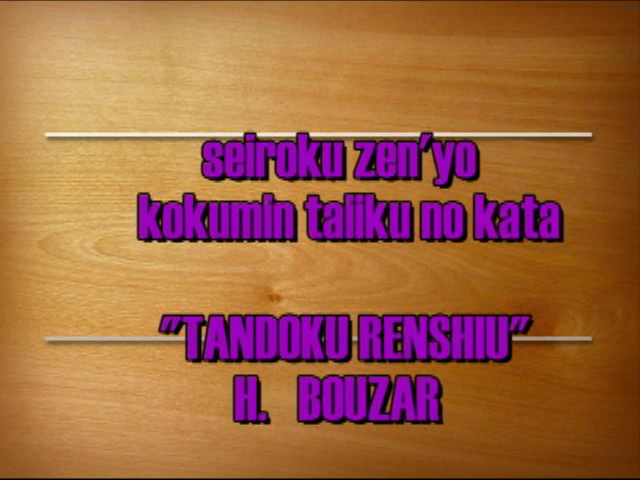 seiroku zen'yo
kokumin taiiku no kata
"TANDOKU RENSHIU"
H. BOUZAR